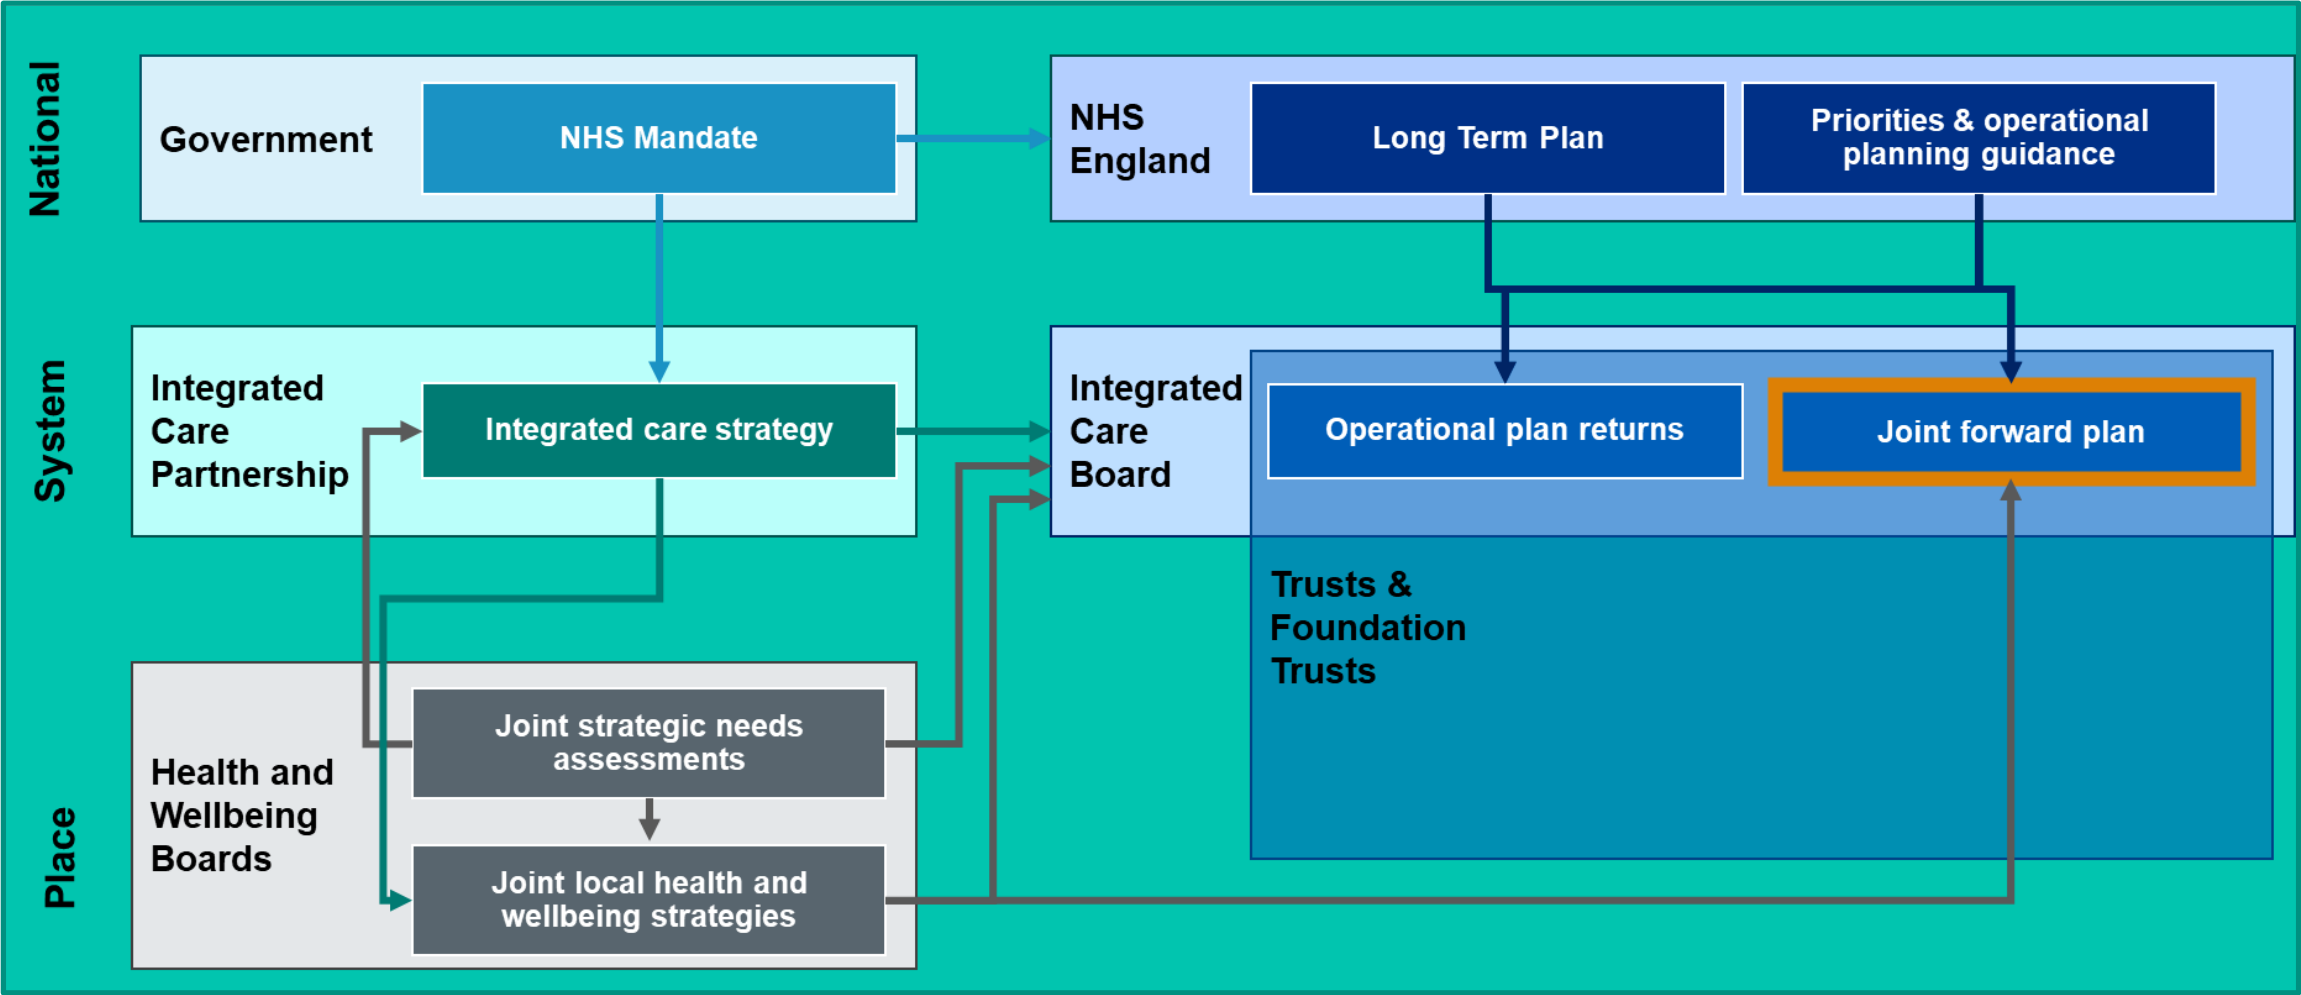 National
Government
NHS Mandate
NHS
England
Long Term Plan
Priorities & operational
planning guidance
System
Integrated
Care
Partnership
Integrated care strategy
Integrated
Care
Board
Operational plan returns
Joint forward plan
Trusts &
Foundation
Trusts
Place
Health and
Wellbeing
Boards
Joint strategic needs
assessments
Joint local health and
wellbeing strategies